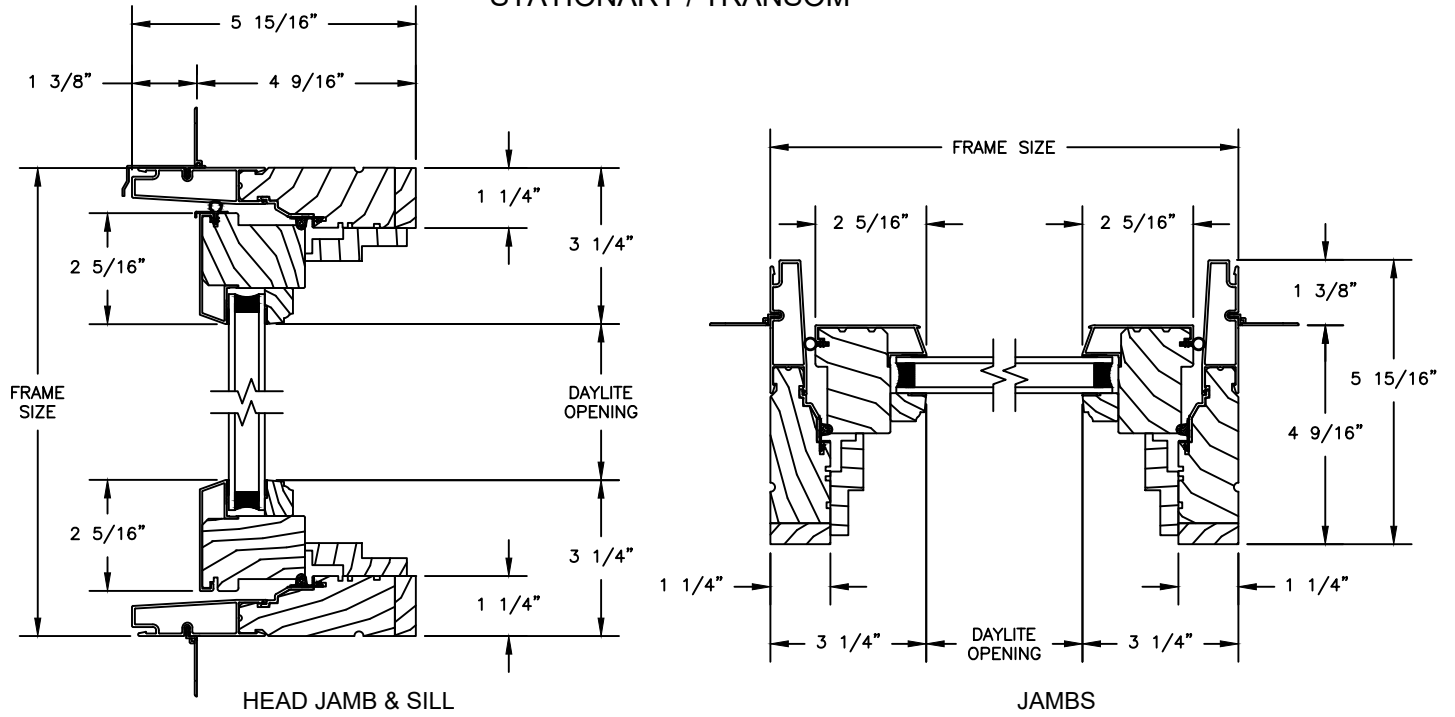 STATIONARY / TRANSOM
5 15/16”
1 3/8”
4 9/16”
1 1/4”
2 5/16”
3 1/4”
FRAME
SIZE
DAYLITE
OPENING
2 5/16”
3 1/4”
1 1/4”
HEAD JAMB & SILL
FRAME SIZE
2 5/16”
2 5/16”
1 3/8”
5 15/16”
4 9/16”
1 1/4”
1 1/4”
3 1/4”
DAYLITE
OPENING
3 1/4”
JAMBS